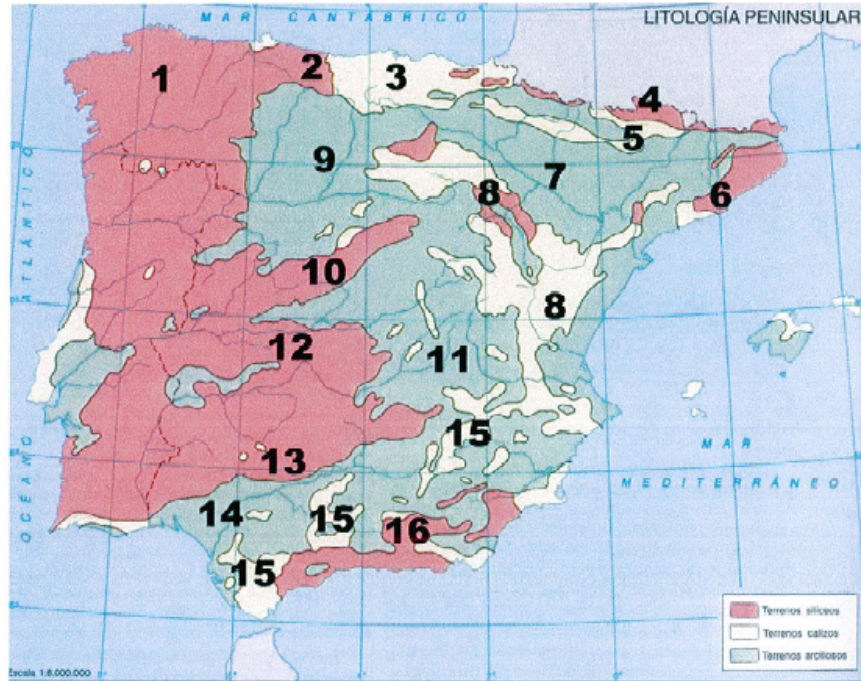 MAR CANTÁBRICO
LITOLOGÍA PENINSULAR
1
2
3
4
5
6
7
8
9
10
8
12
11
15
13
14
15
16
15
OCÉANO ATLÁNTICO
MAR MEDITERRÁNEO
Terrenos silíceos
Terrenos calizos
Terrenos arcillosos
Escala 1:6.000.000